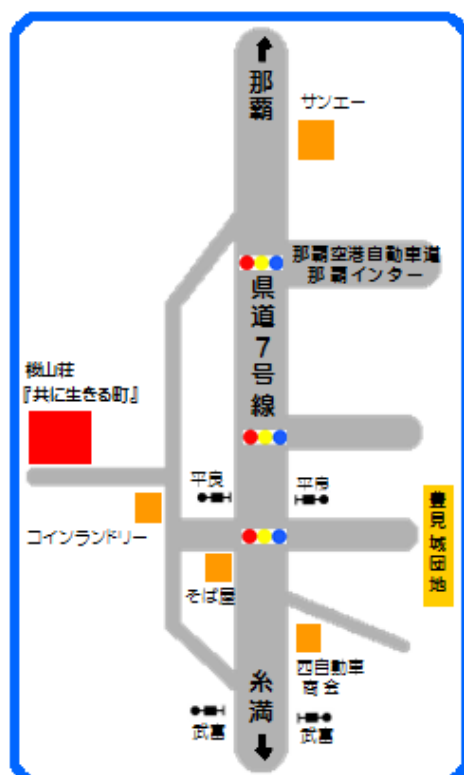 那覇
サンエー
那覇空港自動車道
那覇インター
県道7号線
『共に生きる町』
平良
平良
コインランドリー
豊見城団地
そば屋
西自動車
商会
糸満
武富
武富